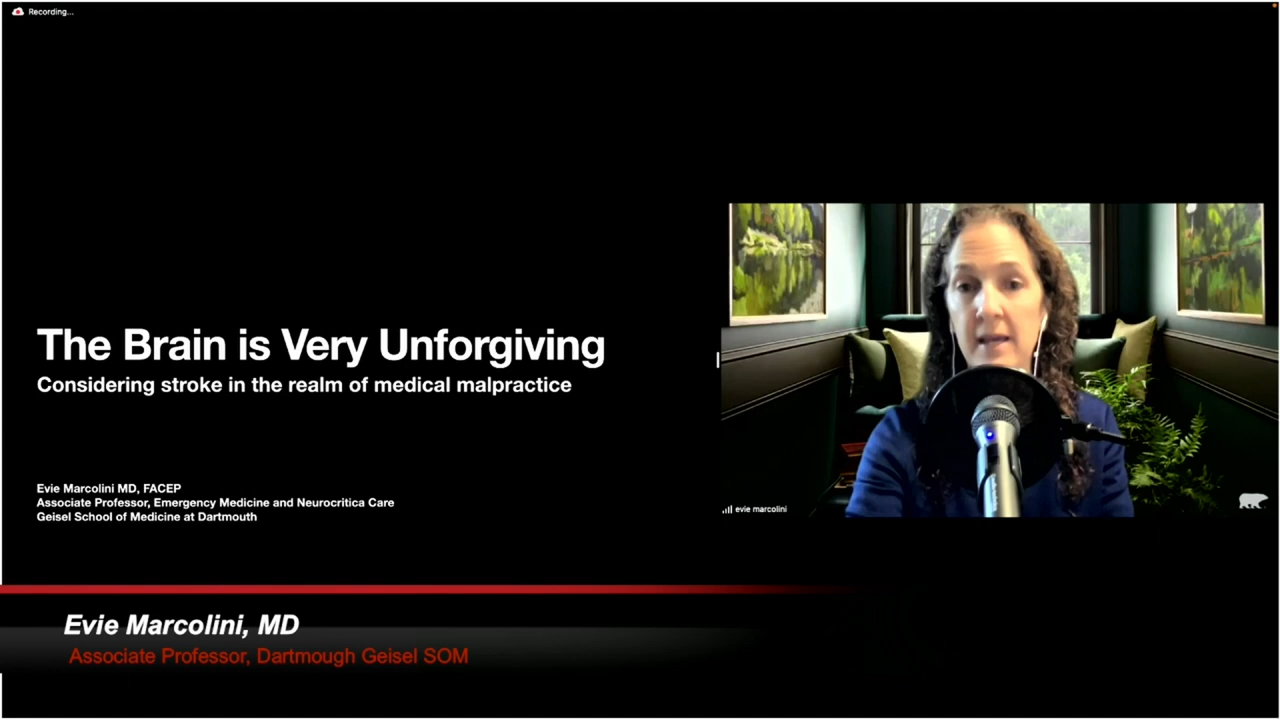 Recording...
The Brain is Very Unforgiving
Considering stroke in the realm of medical malpractice
Evie Marcolini MD, FACEP
Associate Professor, Emergency Medicine and Neurocritica Care
Geisel School of Medicine at Dartmouth
evie marcolini
Evie Marcolini, MD
Associate Professor, Dartmough Geisel SOM